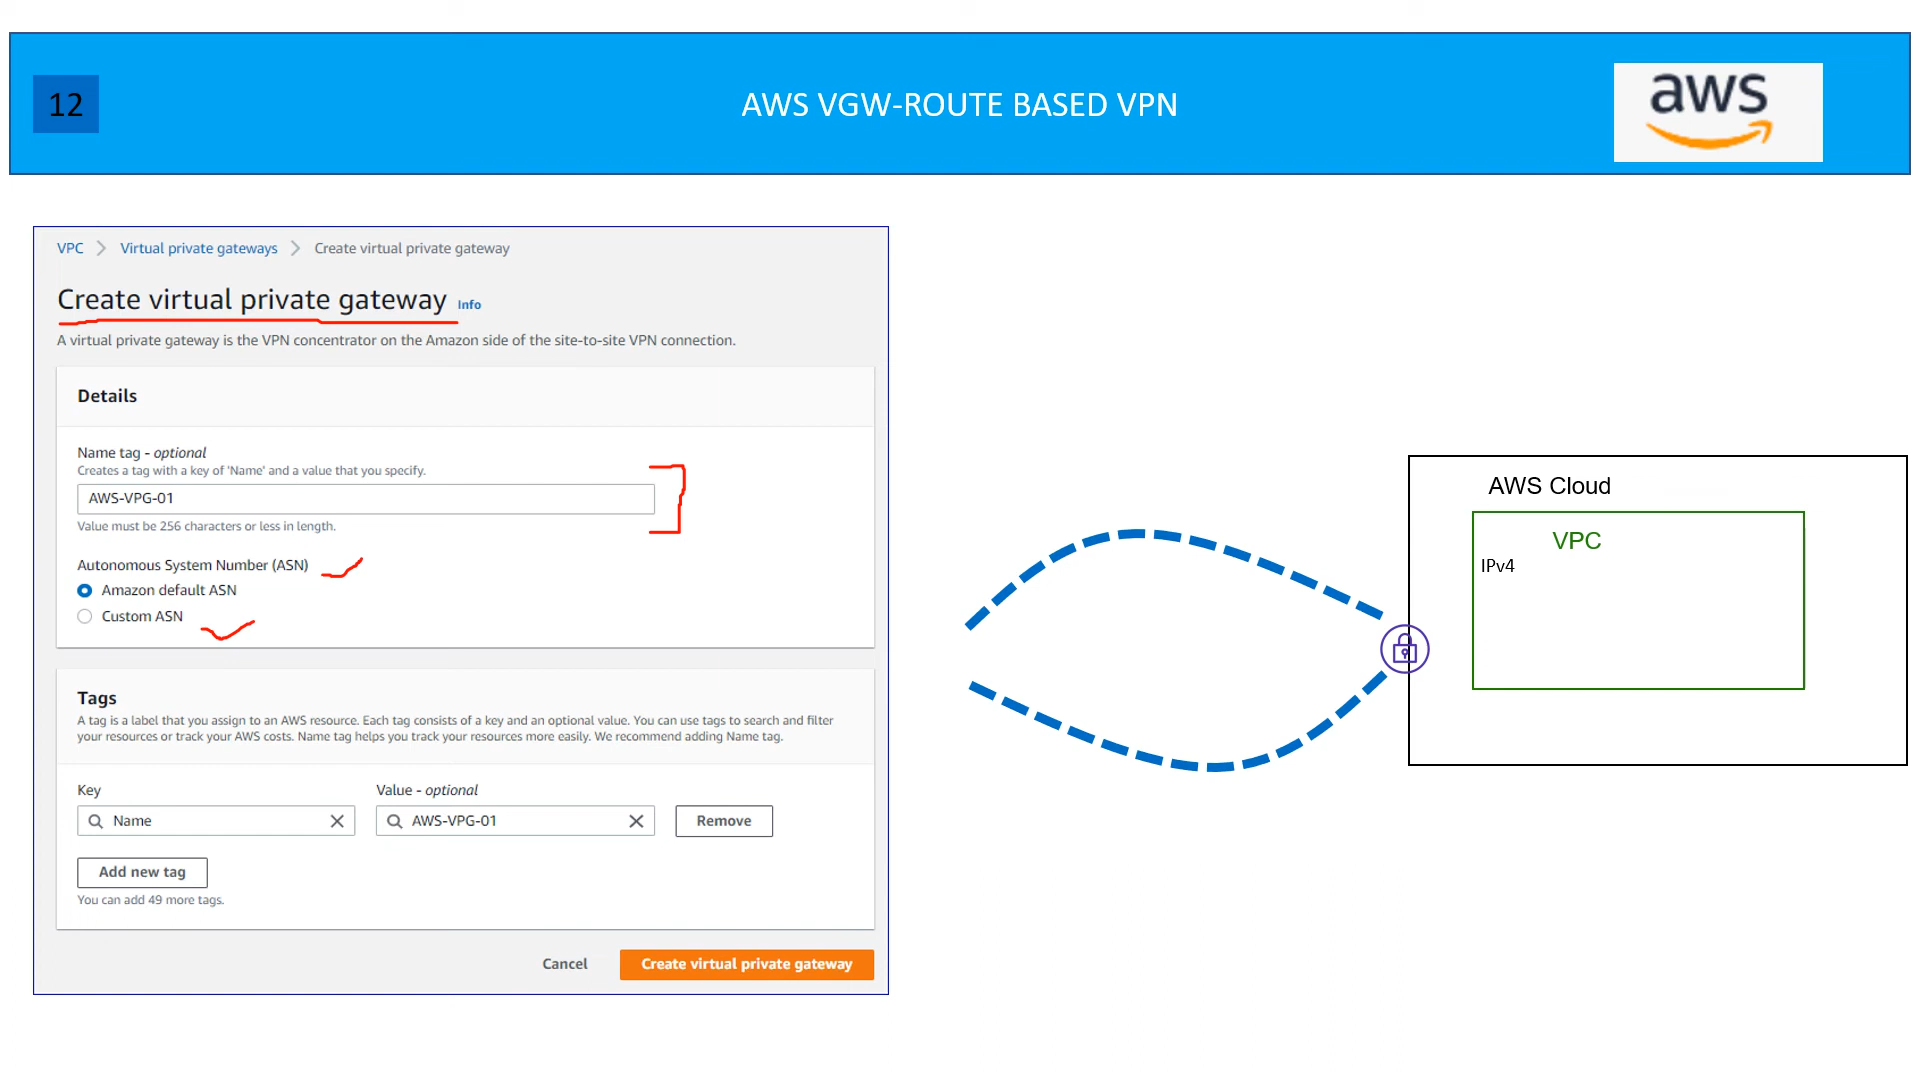 12
AWS VGW-ROUTE BASED VPN
aws
VPC
Virtual private gateways
Create virtual private gateway
Create virtual private gateway Info
A virtual private gateway is the VPN concentrator on the Amazon side of the site-to-site VPN connection.
Details
Name tag - optional
Creates a tag with a key of 'Name' and a value that you specify.
AWS-VPG-01
Value must be 256 characters or less in length.
Autonomous System Number (ASN)
Amazon default ASN
Custom ASN
Tags
A tag is a label that you assign to an AWS resource. Each tag consists of a key and an optional value. You can use tags to search and filter
your resources or track your AWS costs. Name tag helps you track your resources more easily. We recommend adding Name tag.
Key
Value - optional
Name
AWS-VPG-01
Remove
Add new tag
You can add 49 more tags.
Cancel
Create virtual private gateway
AWS Cloud
VPC
IPv4